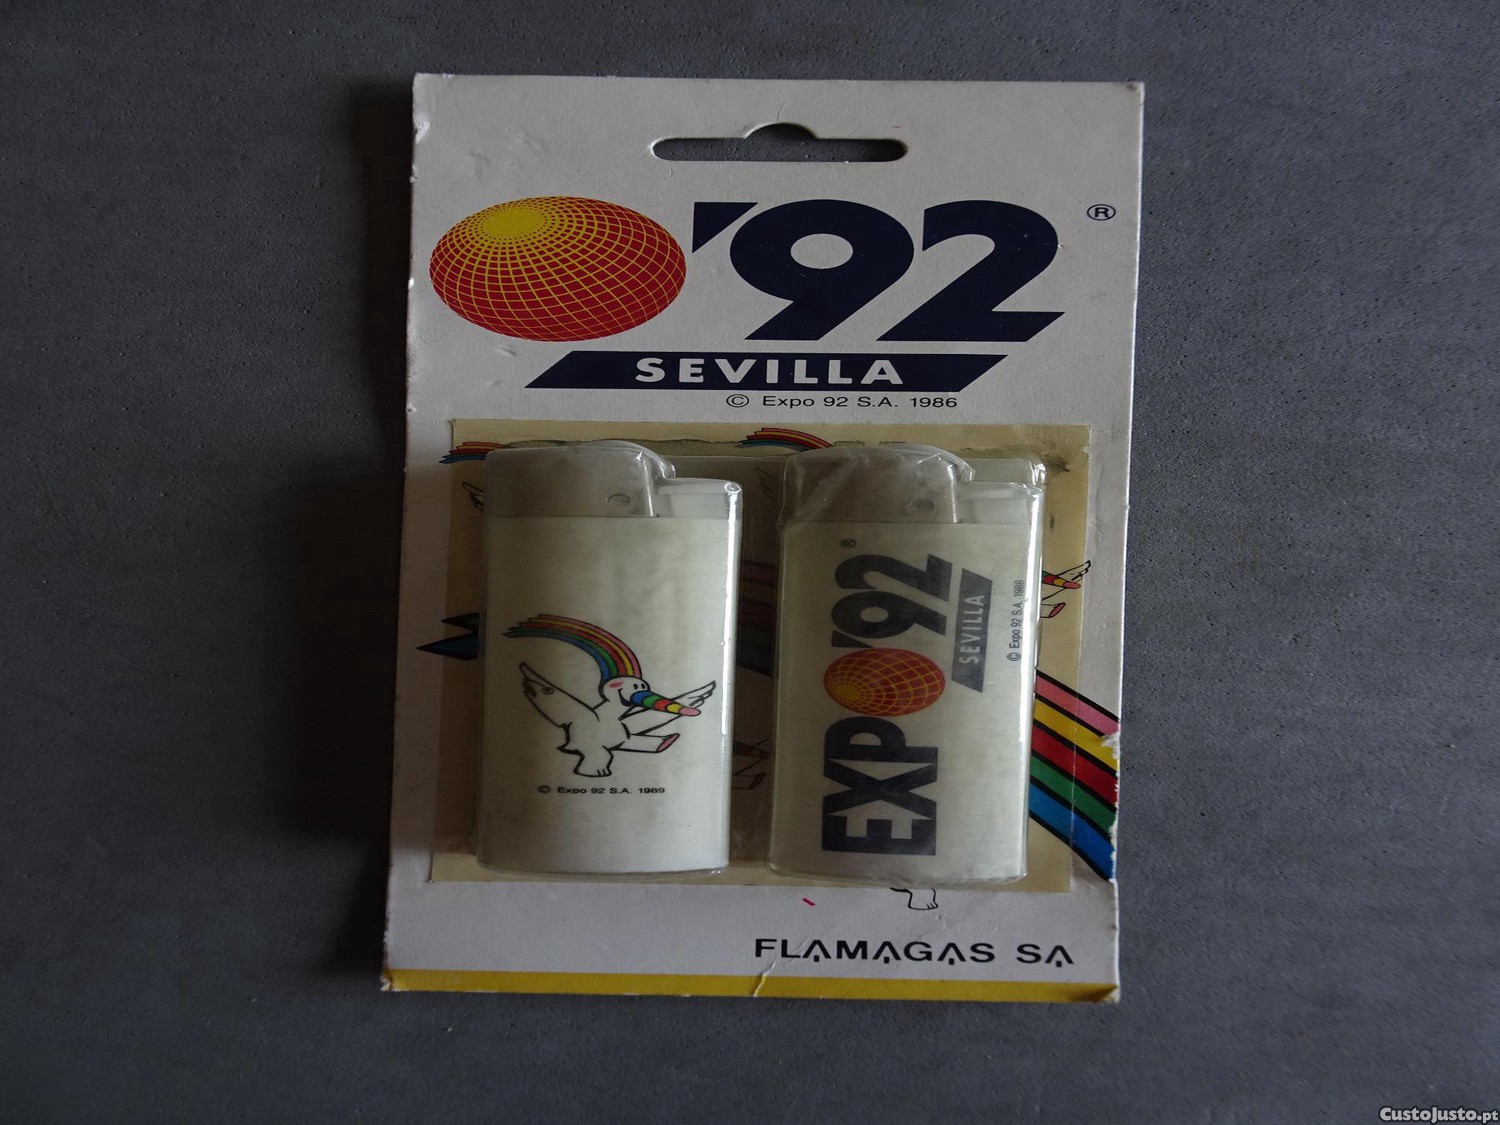 '92 ®
SEVILLA
© Expo 92 S.A. 1986
© Expo 92 S.A. 1989
EXPO '92 ®
SEVILLA
© Expo 92 S.A. 1986
FLAMAGAS SA
CustoJusto.pt